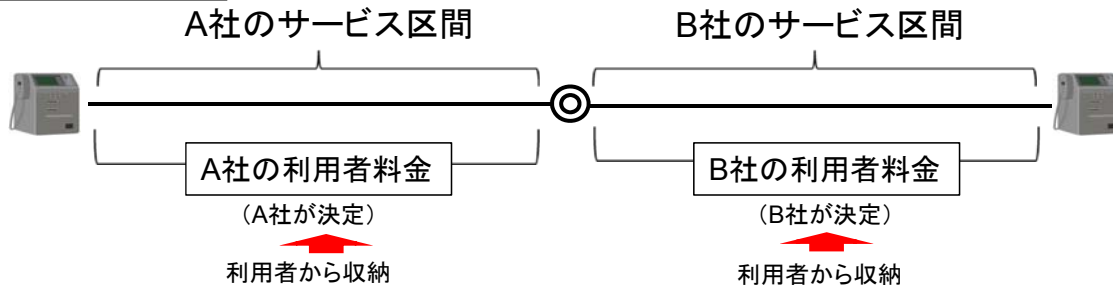 A社のサービス区間
B社のサービス区間
A社の利用者料金
B社の利用者料金
（A社が決定）
（B社が決定）
利用者から収納
利用者から収納